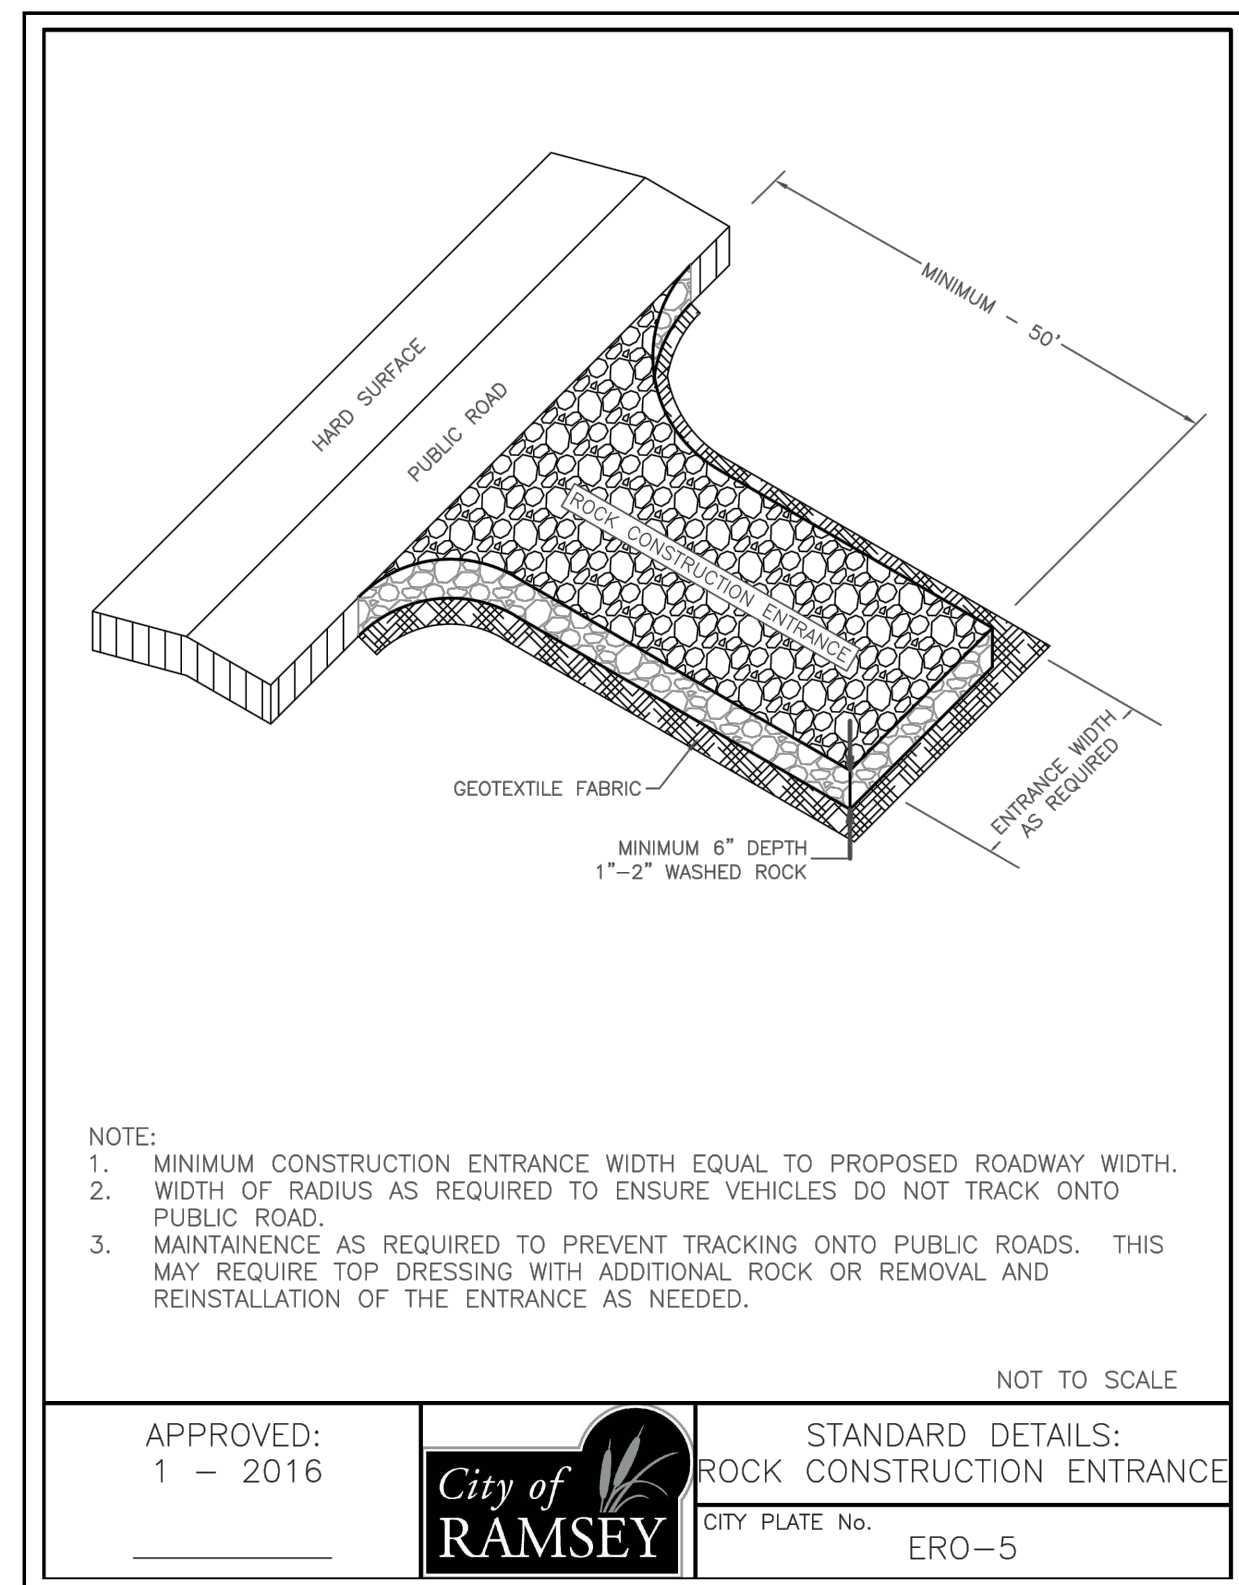 MINIMUM - 50'
HARD SURFACE
PUBLIC ROAD
ROCK CONSTRUCTION ENTRANCE
GEOTEXTILE FABRIC
ENTRANCE WIDTH
AS REQUIRED
MINIMUM 6" DEPTH
1"-2" WASHED ROCK
NOTE:
1. MINIMUM CONSTRUCTION ENTRANCE WIDTH EQUAL TO PROPOSED ROADWAY WIDTH.
2. WIDTH OF RADIUS AS REQUIRED TO ENSURE VEHICLES DO NOT TRACK ONTO
PUBLIC ROAD.
3. MAINTAINENCE AS REQUIRED TO PREVENT TRACKING ONTO PUBLIC ROADS. THIS
MAY REQUIRE TOP DRESSING WITH ADDITIONAL ROCK OR REMOVAL AND
REINSTALLATION OF THE ENTRANCE AS NEEDED.
NOT TO SCALE
APPROVED:
1 - 2016
City of
RAMSEY
STANDARD DETAILS:
ROCK CONSTRUCTION ENTRANCE
CITY PLATE No.
ERO-5